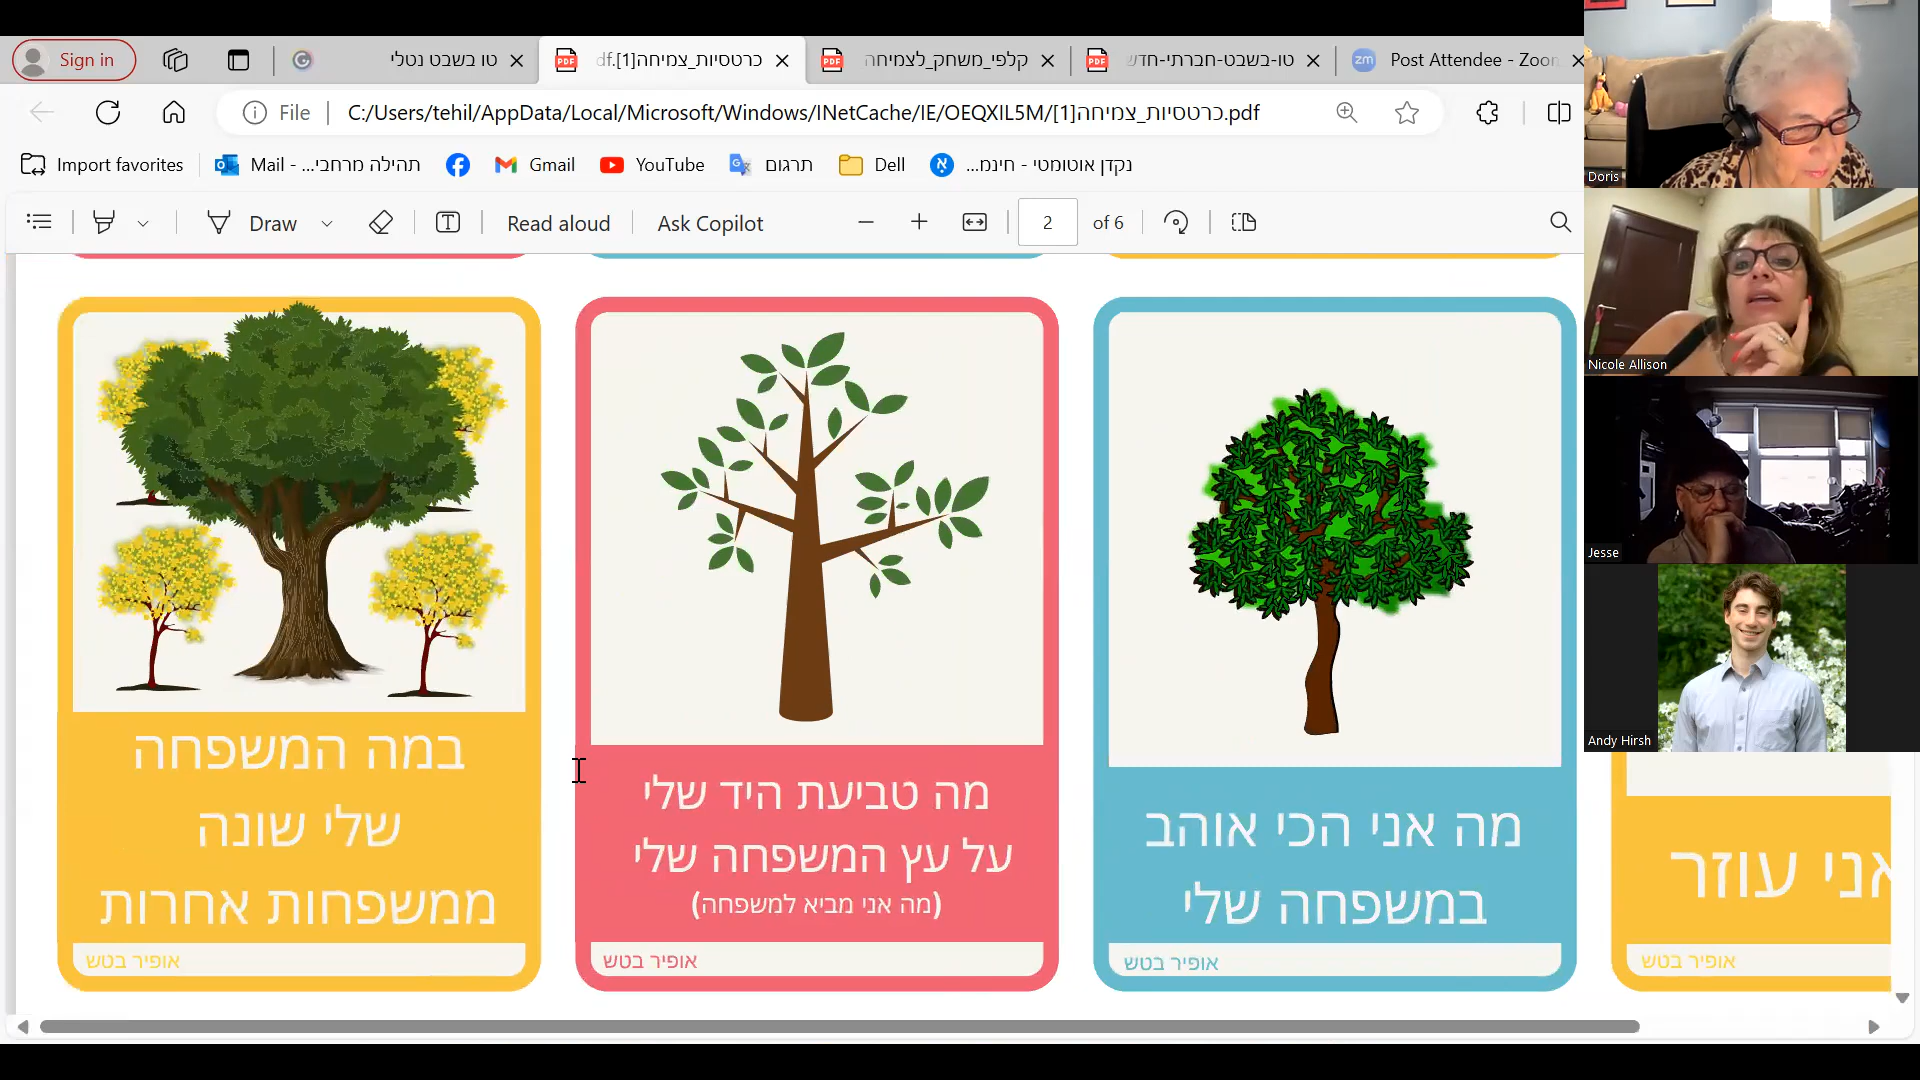 Sign in
טו בשבט נטלי
כרטסיות_צמיחה[1].pdf
קלפי_משחק_לצמיחה
טו-בשבט-חברתי-חדש
Post Attendee - Zoom
File
C:/Users/tehil/AppData/Local/Microsoft/Windows/INetCache/IE/OEQXIL5M/כרטסיות_צמיחה[1].pdf
Import favorites
Mail - תהילה מרחבי...
Gmail
YouTube
תרגום
Dell
נקדן אוטומטי - חינמ...
Draw
Read aloud
Ask Copilot
2 of 6
במה המשפחה
שלי שונה
ממשפחות אחרות
אופיר בטש
מה טביעת היד שלי
על עץ המשפחה שלי
(מה אני מביא למשפחה)
אופיר בטש
מה אני הכי אוהב
במשפחה שלי
אופיר בטש
אני עוזר
אופיר בטש
Doris
Nicole Allison
Jesse
Andy Hirsh